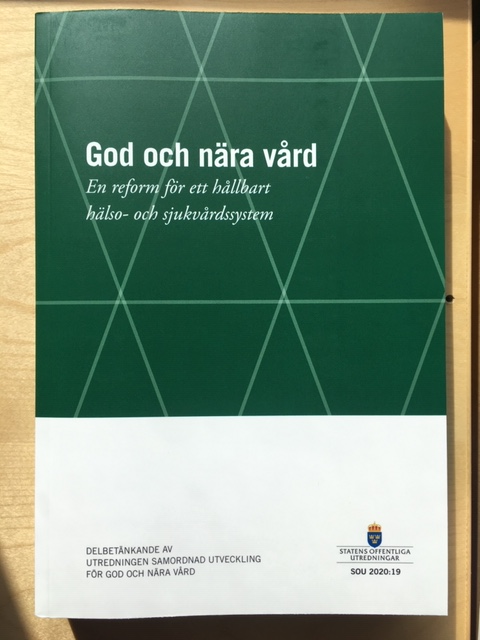 God och nära vård
En reform för ett hållbart
hälso- och sjukvårdssystem
DELBETÄNKANDE AV
UTREDNINGEN SAMORDNAD UTVECKLING
FÖR GOD OCH NÄRA VÅRD
STATENS OFFENTLIGA
UTREDNINGAR
SOU 2020:19